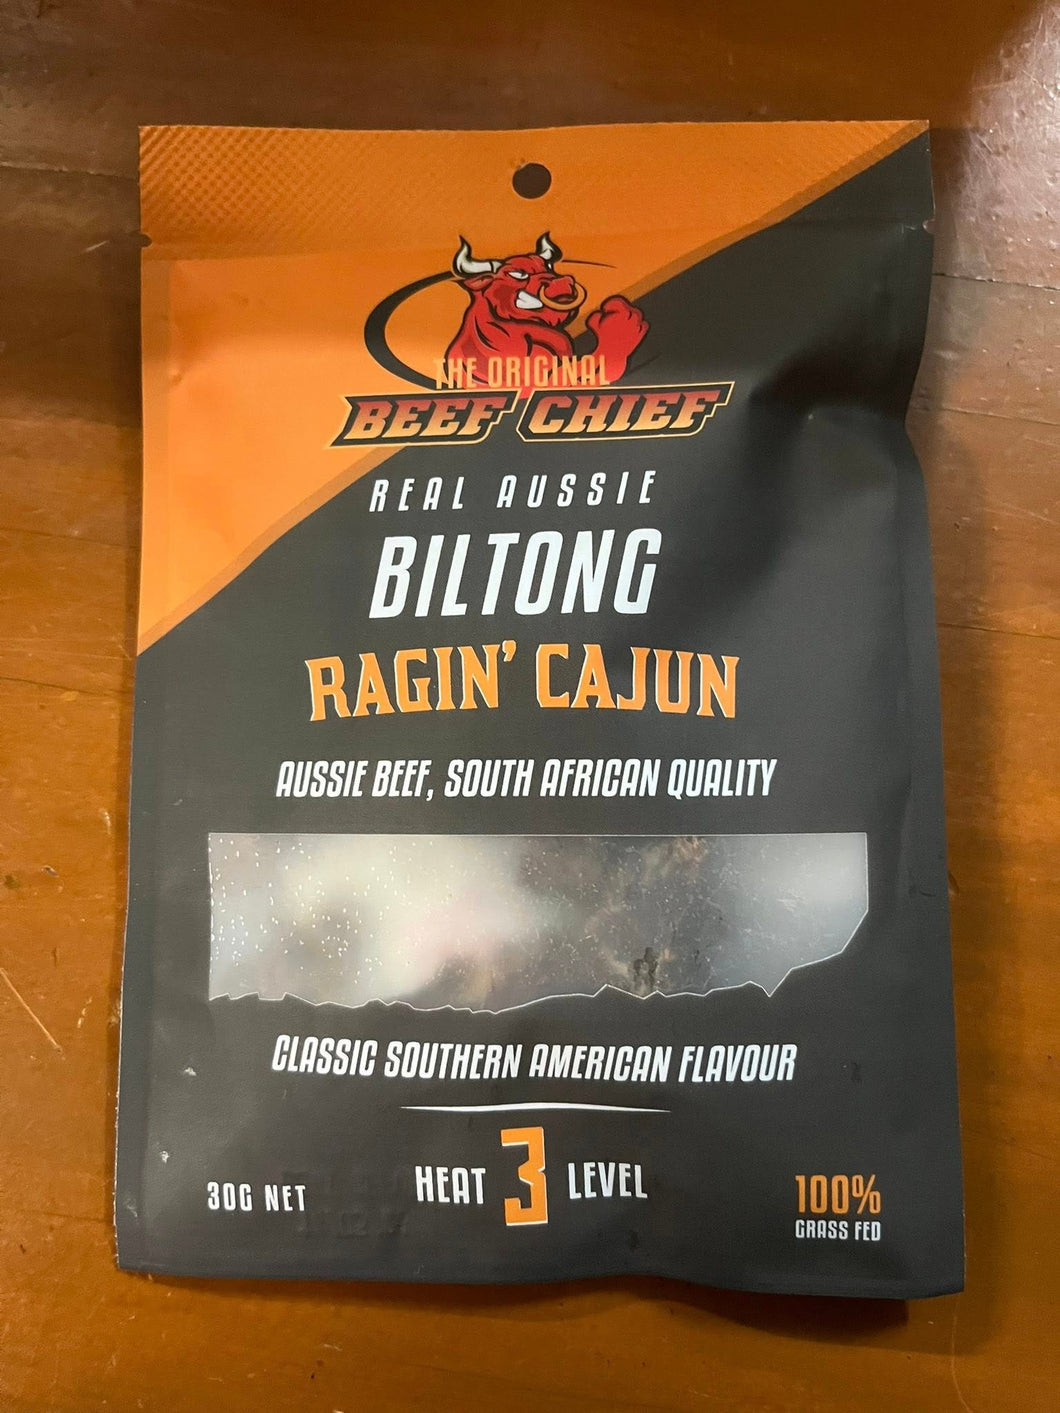 THE ORIGINAL
BEEF CHIEF
REAL AUSSIE
BILTONG
RAGIN' CAJUN
AUSSIE BEEF, SOUTH AFRICAN QUALITY
CLASSIC SOUTHERN AMERICAN FLAVOUR
HEAT 3 LEVEL
30G NET
100%
GRASS FED